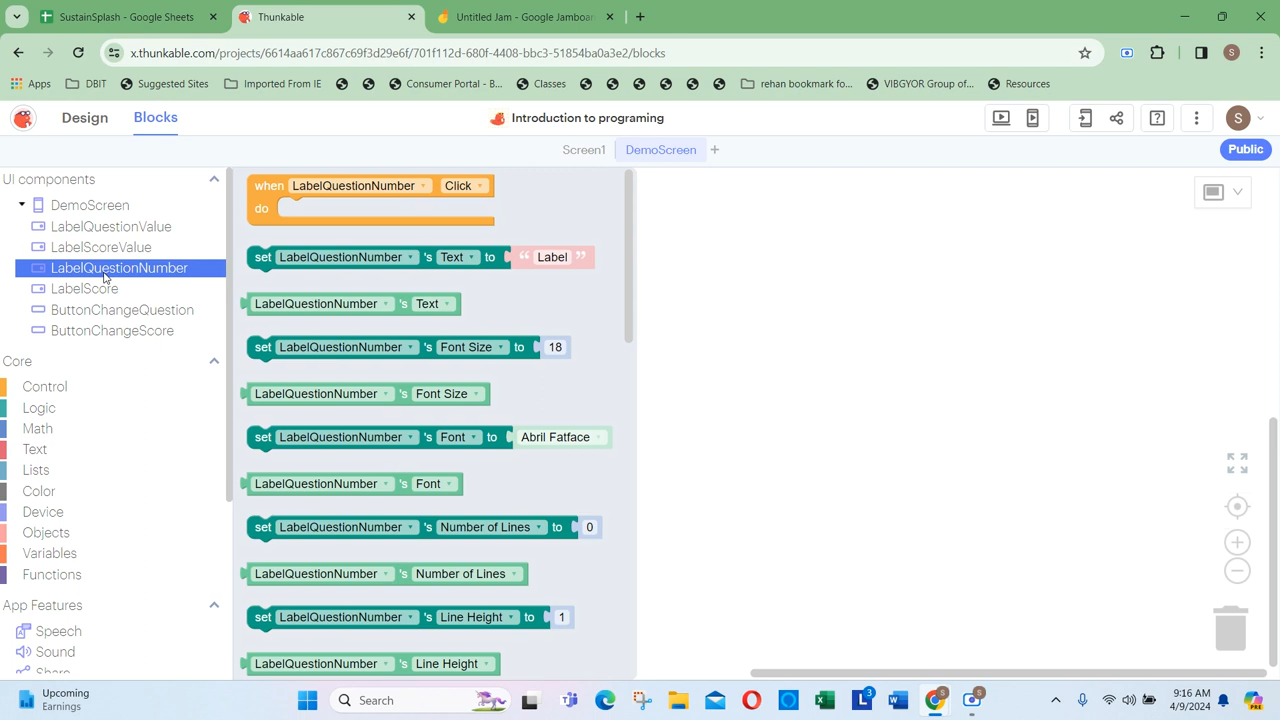 SustainSplash - Google Sheets
Thunkable
Untitled Jam - Google Jamboard
x.thunkable.com/projects/6614aa617c867c69f3d29e6f/701f112d-680f-4408-bbc3-51854ba0a3e2/blocks
S
Apps DBIT Suggested Sites Imported From IE Consumer Portal - B... Classes rehan bookmark fo... VIBGYOR Group of... Resources
Design Blocks Introduction to programing S
Screen1 DemoScreen + Public
UI components
DemoScreen
LabelQuestionValue
LabelScoreValue
LabelQuestionNumber
LabelScore
ButtonChangeQuestion
ButtonChangeScore
Core
Control
Logic
Math
Text
Lists
Color
Device
Objects
Variables
Functions
App Features
Speech
Sound
Share
when LabelQuestionNumber Click
do
set LabelQuestionNumber 's Text to “ Label ”
LabelQuestionNumber 's Text
set LabelQuestionNumber 's Font Size to 18
LabelQuestionNumber 's Font Size
set LabelQuestionNumber 's Font to Abril Fatface
LabelQuestionNumber 's Font
set LabelQuestionNumber 's Number of Lines to 0
LabelQuestionNumber 's Number of Lines
set LabelQuestionNumber 's Line Height to 1
LabelQuestionNumber 's Line Height
Upcoming
Earnings
Search
3
9:16 AM
4/9/2024
PRE